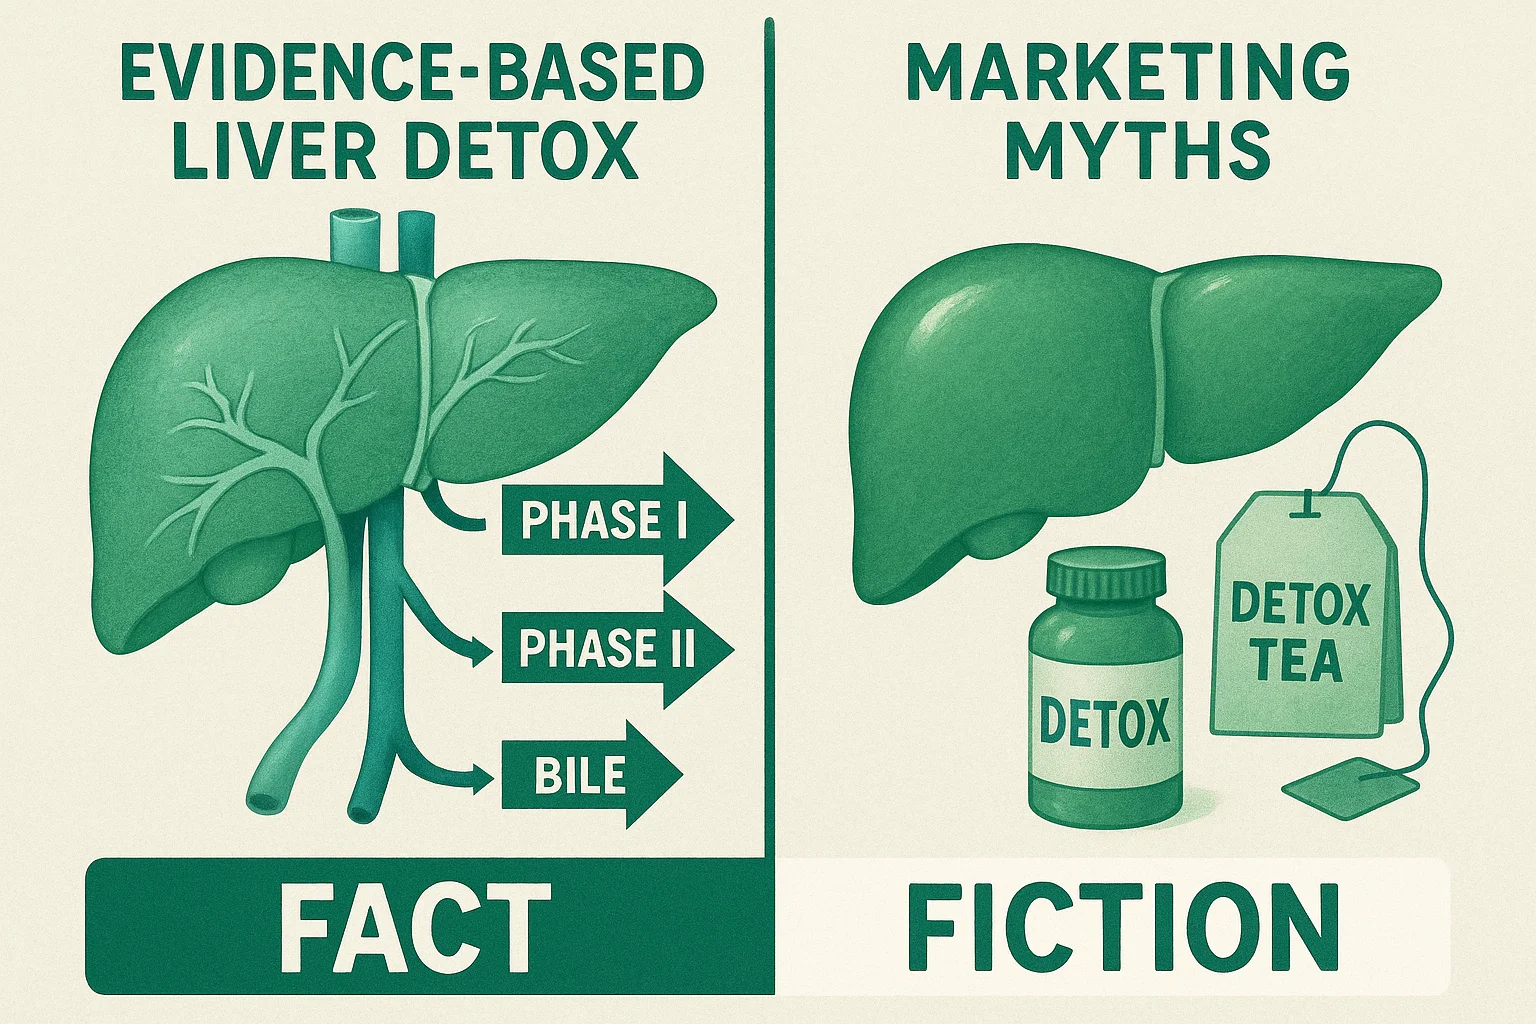 EVIDENCE-BASED
LIVER DETOX
PHASE I
PHASE II
BILE
FACT
MARKETING
MYTHS
DETOX
TEA
DETOX
FICTION